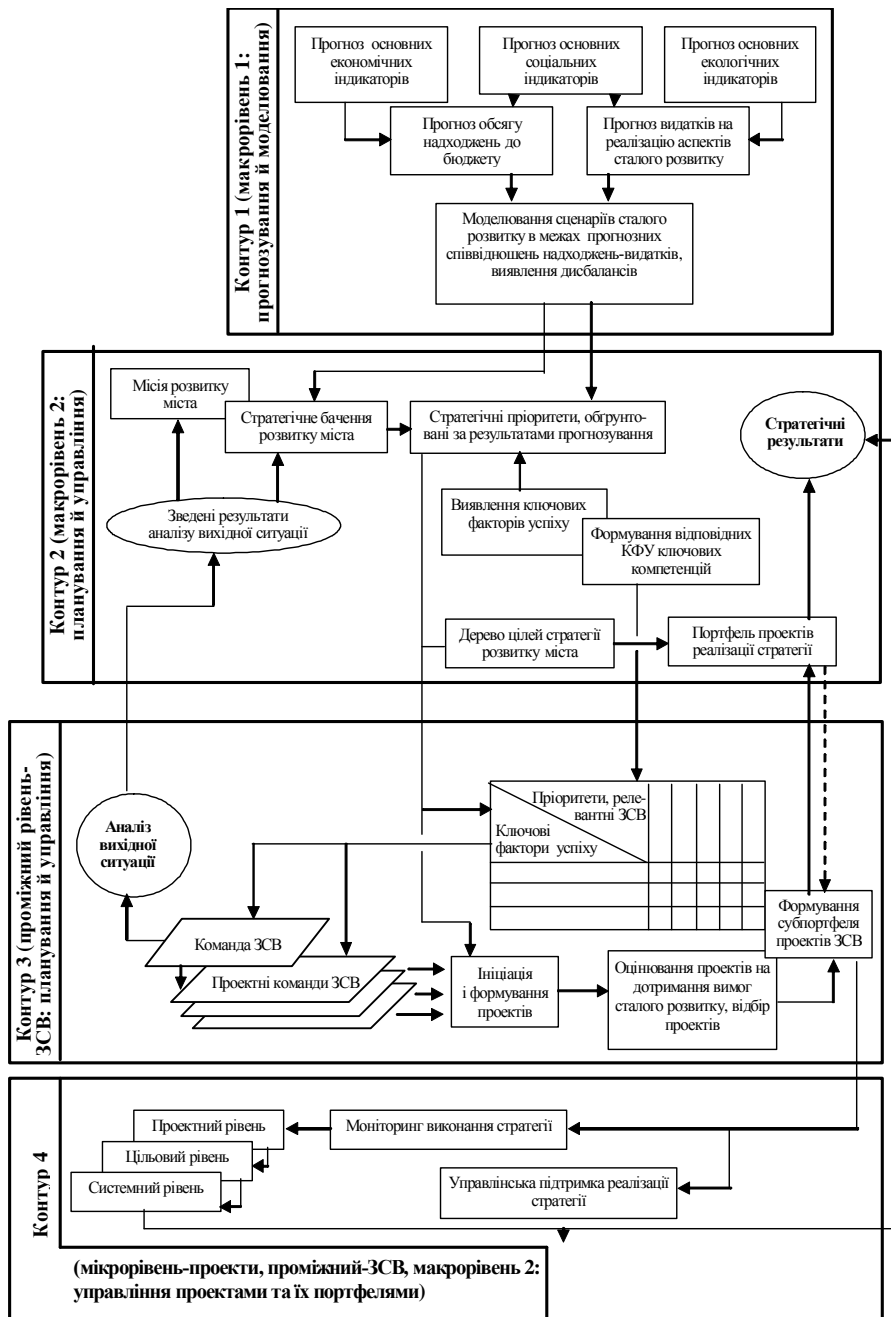 Контур 1 (макрорівень 1:
прогнозування й моделювання)
Прогноз основних
економічних
індикаторів
Прогноз основних
соціальних
індикаторів
Прогноз основних
екологічних
індикаторів
Прогноз обсягу
надходжень до
бюджету
Прогноз видатків на
реалізацію аспектів
сталого розвитку
Моделювання сценаріїв сталого
розвитку в межах прогнозних
співвідношень надходжень-видатків,
виявлення дисбалансів
Контур 2 (макрорівень 2:
планування й управління)
Місія розвитку
міста
Стратегічне бачення
розвитку міста
Стратегічні пріоритети, обґрунто-
вані за результатами прогнозування
Стратегічні
результати
Зведені результати
аналізу вихідної ситуації
Виявлення ключових
факторів успіху
Формування відповідних
КФУ ключових
компетенцій
Дерево цілей стратегії
розвитку міста
Портфель проектів
реалізації стратегії
Контур 3 (проміжний рівень-
ЗСВ: планування й управління)
Аналіз
вихідної
ситуації
Пріоритети, реле-
вантні ЗСВ
Ключові
фактори успіху
Команда ЗСВ
Проектні команди ЗСВ
Ініціація
і формування
проектів
Оцінювання проектів на
дотримання вимог
сталого розвитку, відбір
проектів
Формування
субпортфеля
проектів ЗСВ
Контур 4
Проектний рівень
Цільовий рівень
Системний рівень
Моніторинг виконання стратегії
Управлінська підтримка реалізації
стратегії
(мікрорівень-проекти, проміжний-ЗСВ, макрорівень 2:
управління проектами та їх портфелями)